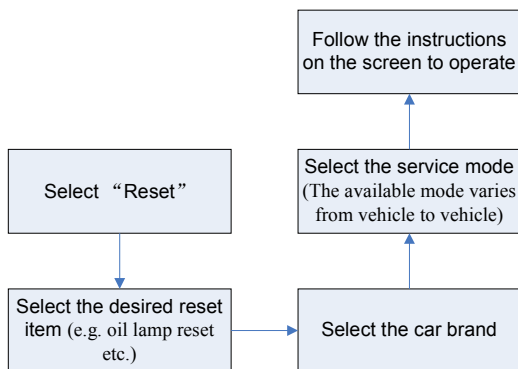 Select “Reset”
Select the desired reset
item (e.g. oil lamp reset
etc.)
Select the car brand
Select the service mode
(The available mode varies
from vehicle to vehicle)
Follow the instructions
on the screen to operate